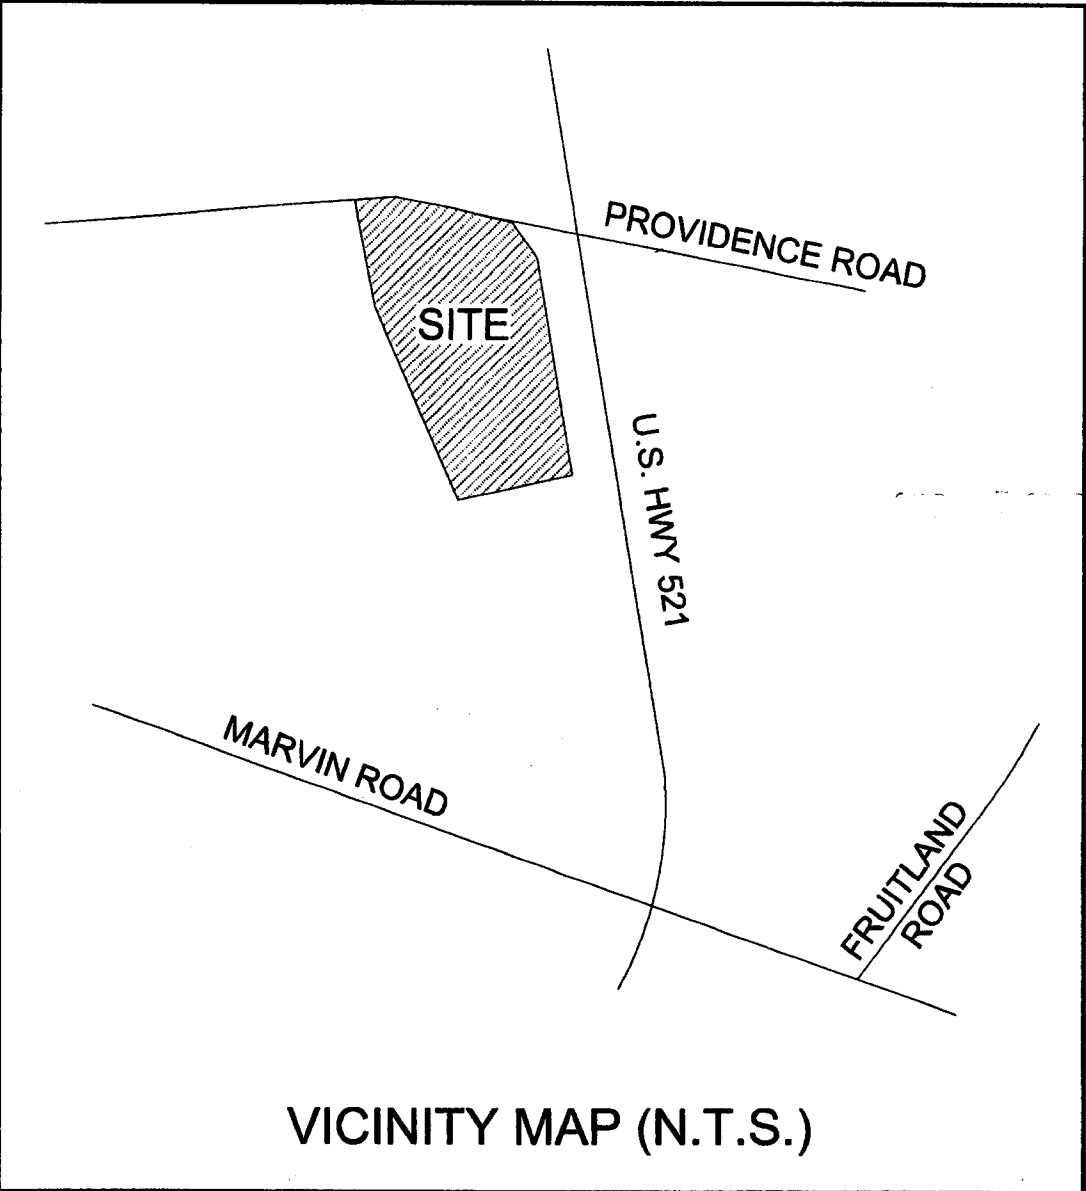 PROVIDENCE ROAD
SITE
U.S. HWY 521
MARVIN ROAD
FRUITLAND
ROAD
VICINITY MAP (N.T.S.)